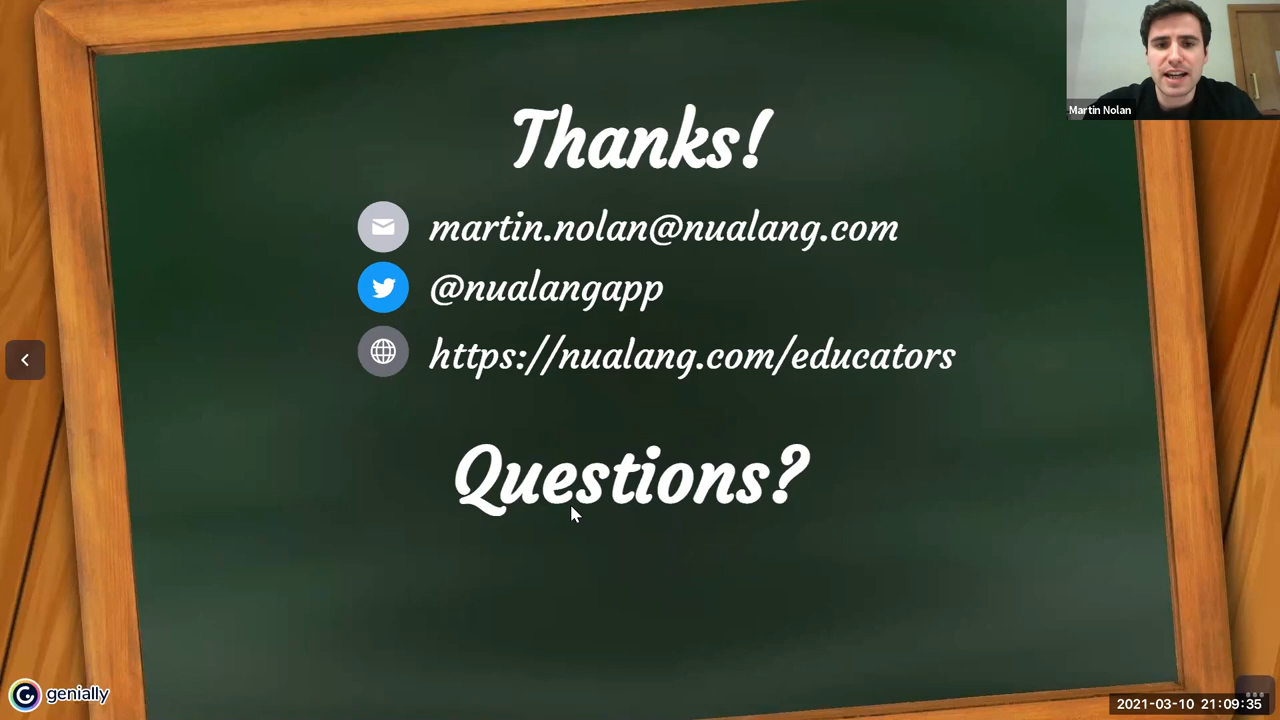 Martin Nolan
Thanks!
martin.nolan@nualang.com
@nualangapp
https://nualang.com/educators
Questions?
genially
2021-03-10 21:09:35